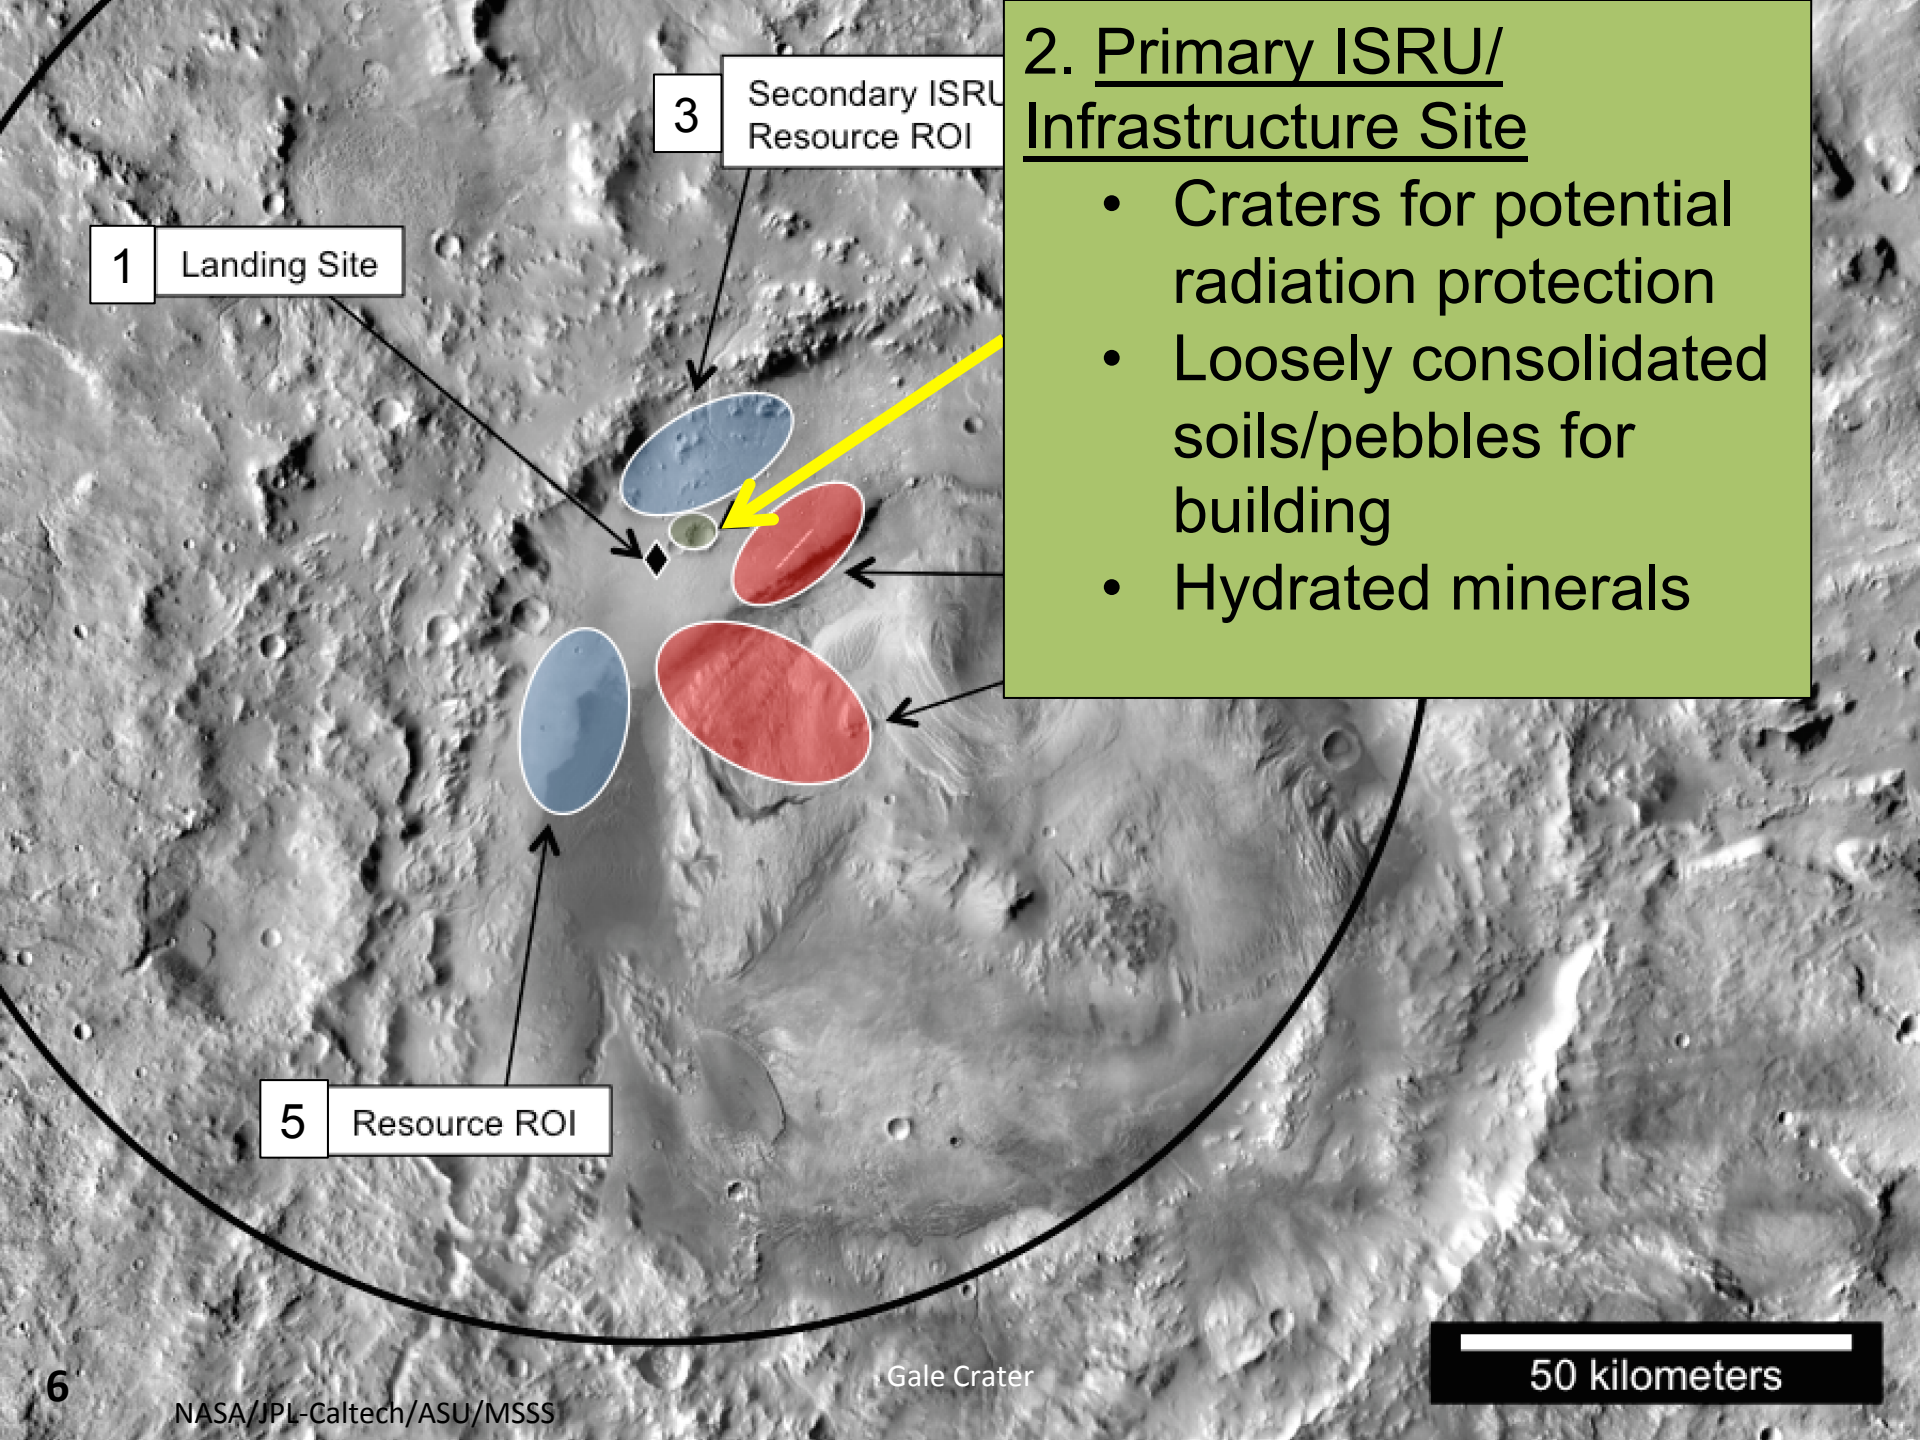 2. Primary ISRU/
Infrastructure Site
• Craters for potential
radiation protection
• Loosely consolidated
soils/pebbles for
building
• Hydrated minerals
3
Secondary ISRU
Resource ROI
1
Landing Site
5
Resource ROI
50 kilometers
Gale Crater
6
NASA/JPL-Caltech/ASU/MSSS